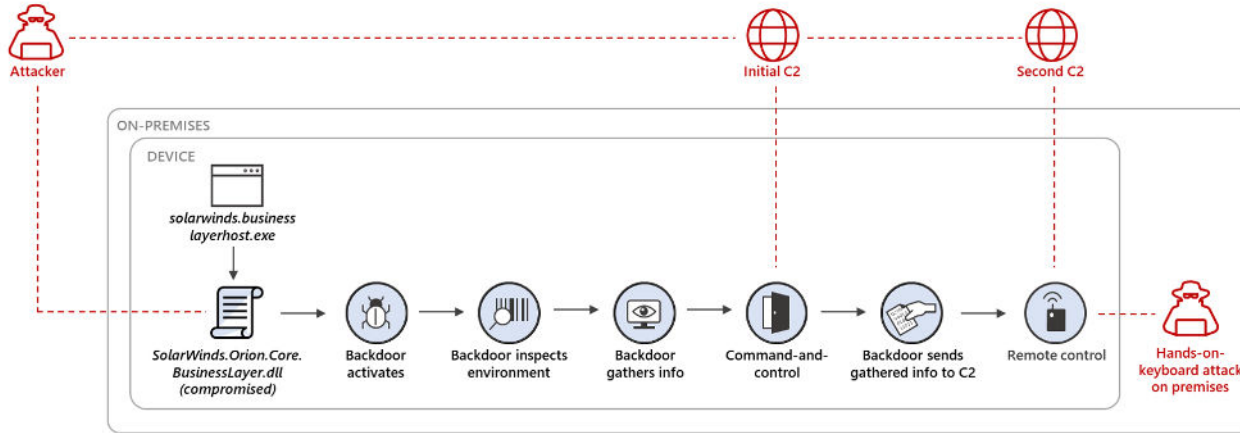 Attacker
Initial C2
Second C2
ON-PREMISES
DEVICE
solarwinds.business
layerhost.exe
SolarWinds.Orion.Core.
BusinessLayer.dll
(compromised)
Backdoor
activates
Backdoor inspects
environment
Backdoor
gathers info
Command-and-
control
Backdoor sends
gathered info to C2
Remote control
Hands-on-
keyboard attack
on premises